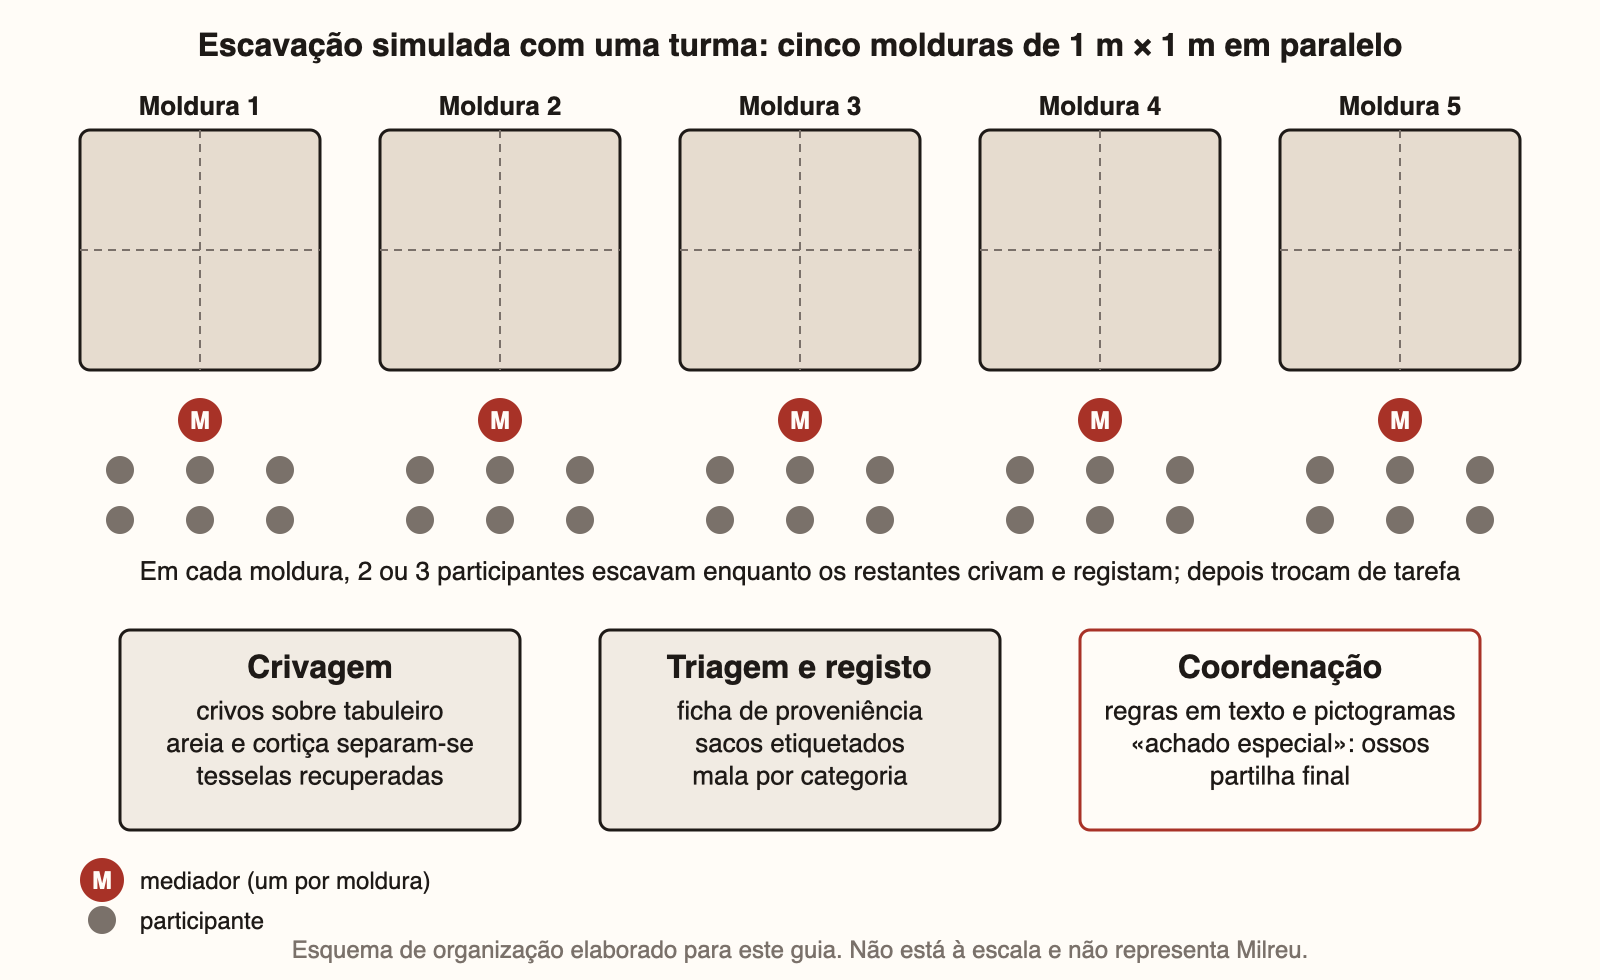 Escavação simulada com uma turma: cinco molduras de 1 m × 1 m em paralelo
Moldura 1
Moldura 2
Moldura 3
Moldura 4
Moldura 5
M
M
M
M
M
Em cada moldura, 2 ou 3 participantes escavam enquanto os restantes crivam e registam; depois trocam de tarefa
Crivagem
crivos sobre tabuleiro
areia e cortiça separam-se
tesselas recuperadas
Triagem e registo
ficha de proveniência
sacos etiquetados
mala por categoria
Coordenação
regras em texto e pictogramas
«achado especial»: ossos
partilha final
M mediador (um por moldura)
participante
Esquema de organização elaborado para este guia. Não está à escala e não representa Milreu.